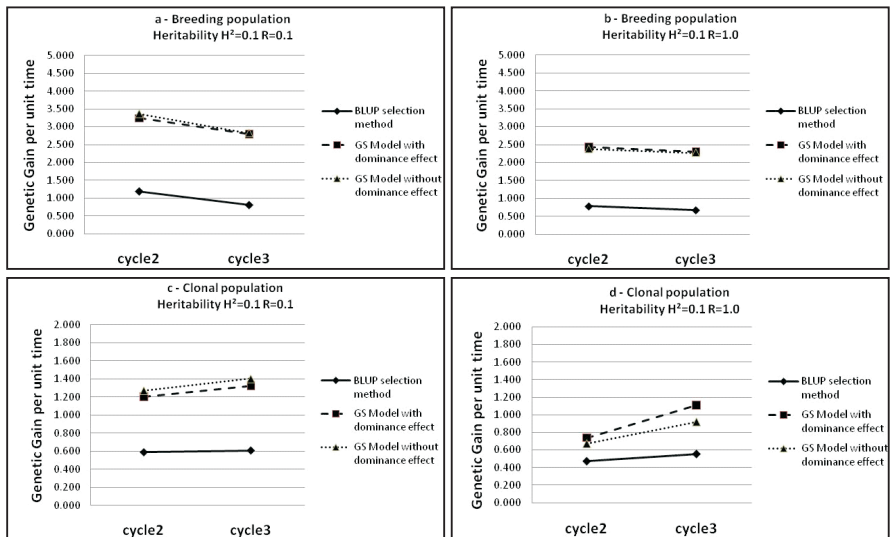 a - Breeding population
Heritability H²=0.1 R=0.1
Genetic Gain per unit time
5.000
4.500
4.000
3.500
3.000
2.500
2.000
1.500
1.000
0.500
0.000
cycle2 cycle3
BLUP selection
method
GS Model with
dominance effect
GS Model without
dominance effect
b - Breeding population
Heritability H²=0.1 R=1.0
Genetic Gain per unit time
5.000
4.500
4.000
3.500
3.000
2.500
2.000
1.500
1.000
0.500
0.000
cycle2 cycle3
BLUP selection
method
GS Model with
dominance effect
GS Model without
dominance effect
c - Clonal population
Heritability H²=0.1 R=0.1
Genetic Gain per unit time
2.000
1.800
1.600
1.400
1.200
1.000
0.800
0.600
0.400
0.200
0.000
cycle2 cycle3
BLUP selection
method
GS Model with
dominance effect
GS Model without
dominance effect
d - Clonal population
Heritability H²=0.1 R=1.0
Genetic Gain per unit time
2.000
1.800
1.600
1.400
1.200
1.000
0.800
0.600
0.400
0.200
0.000
cycle2 cycle3
BLUP selection
method
GS Model with
dominance effect
GS Model without
dominance effect